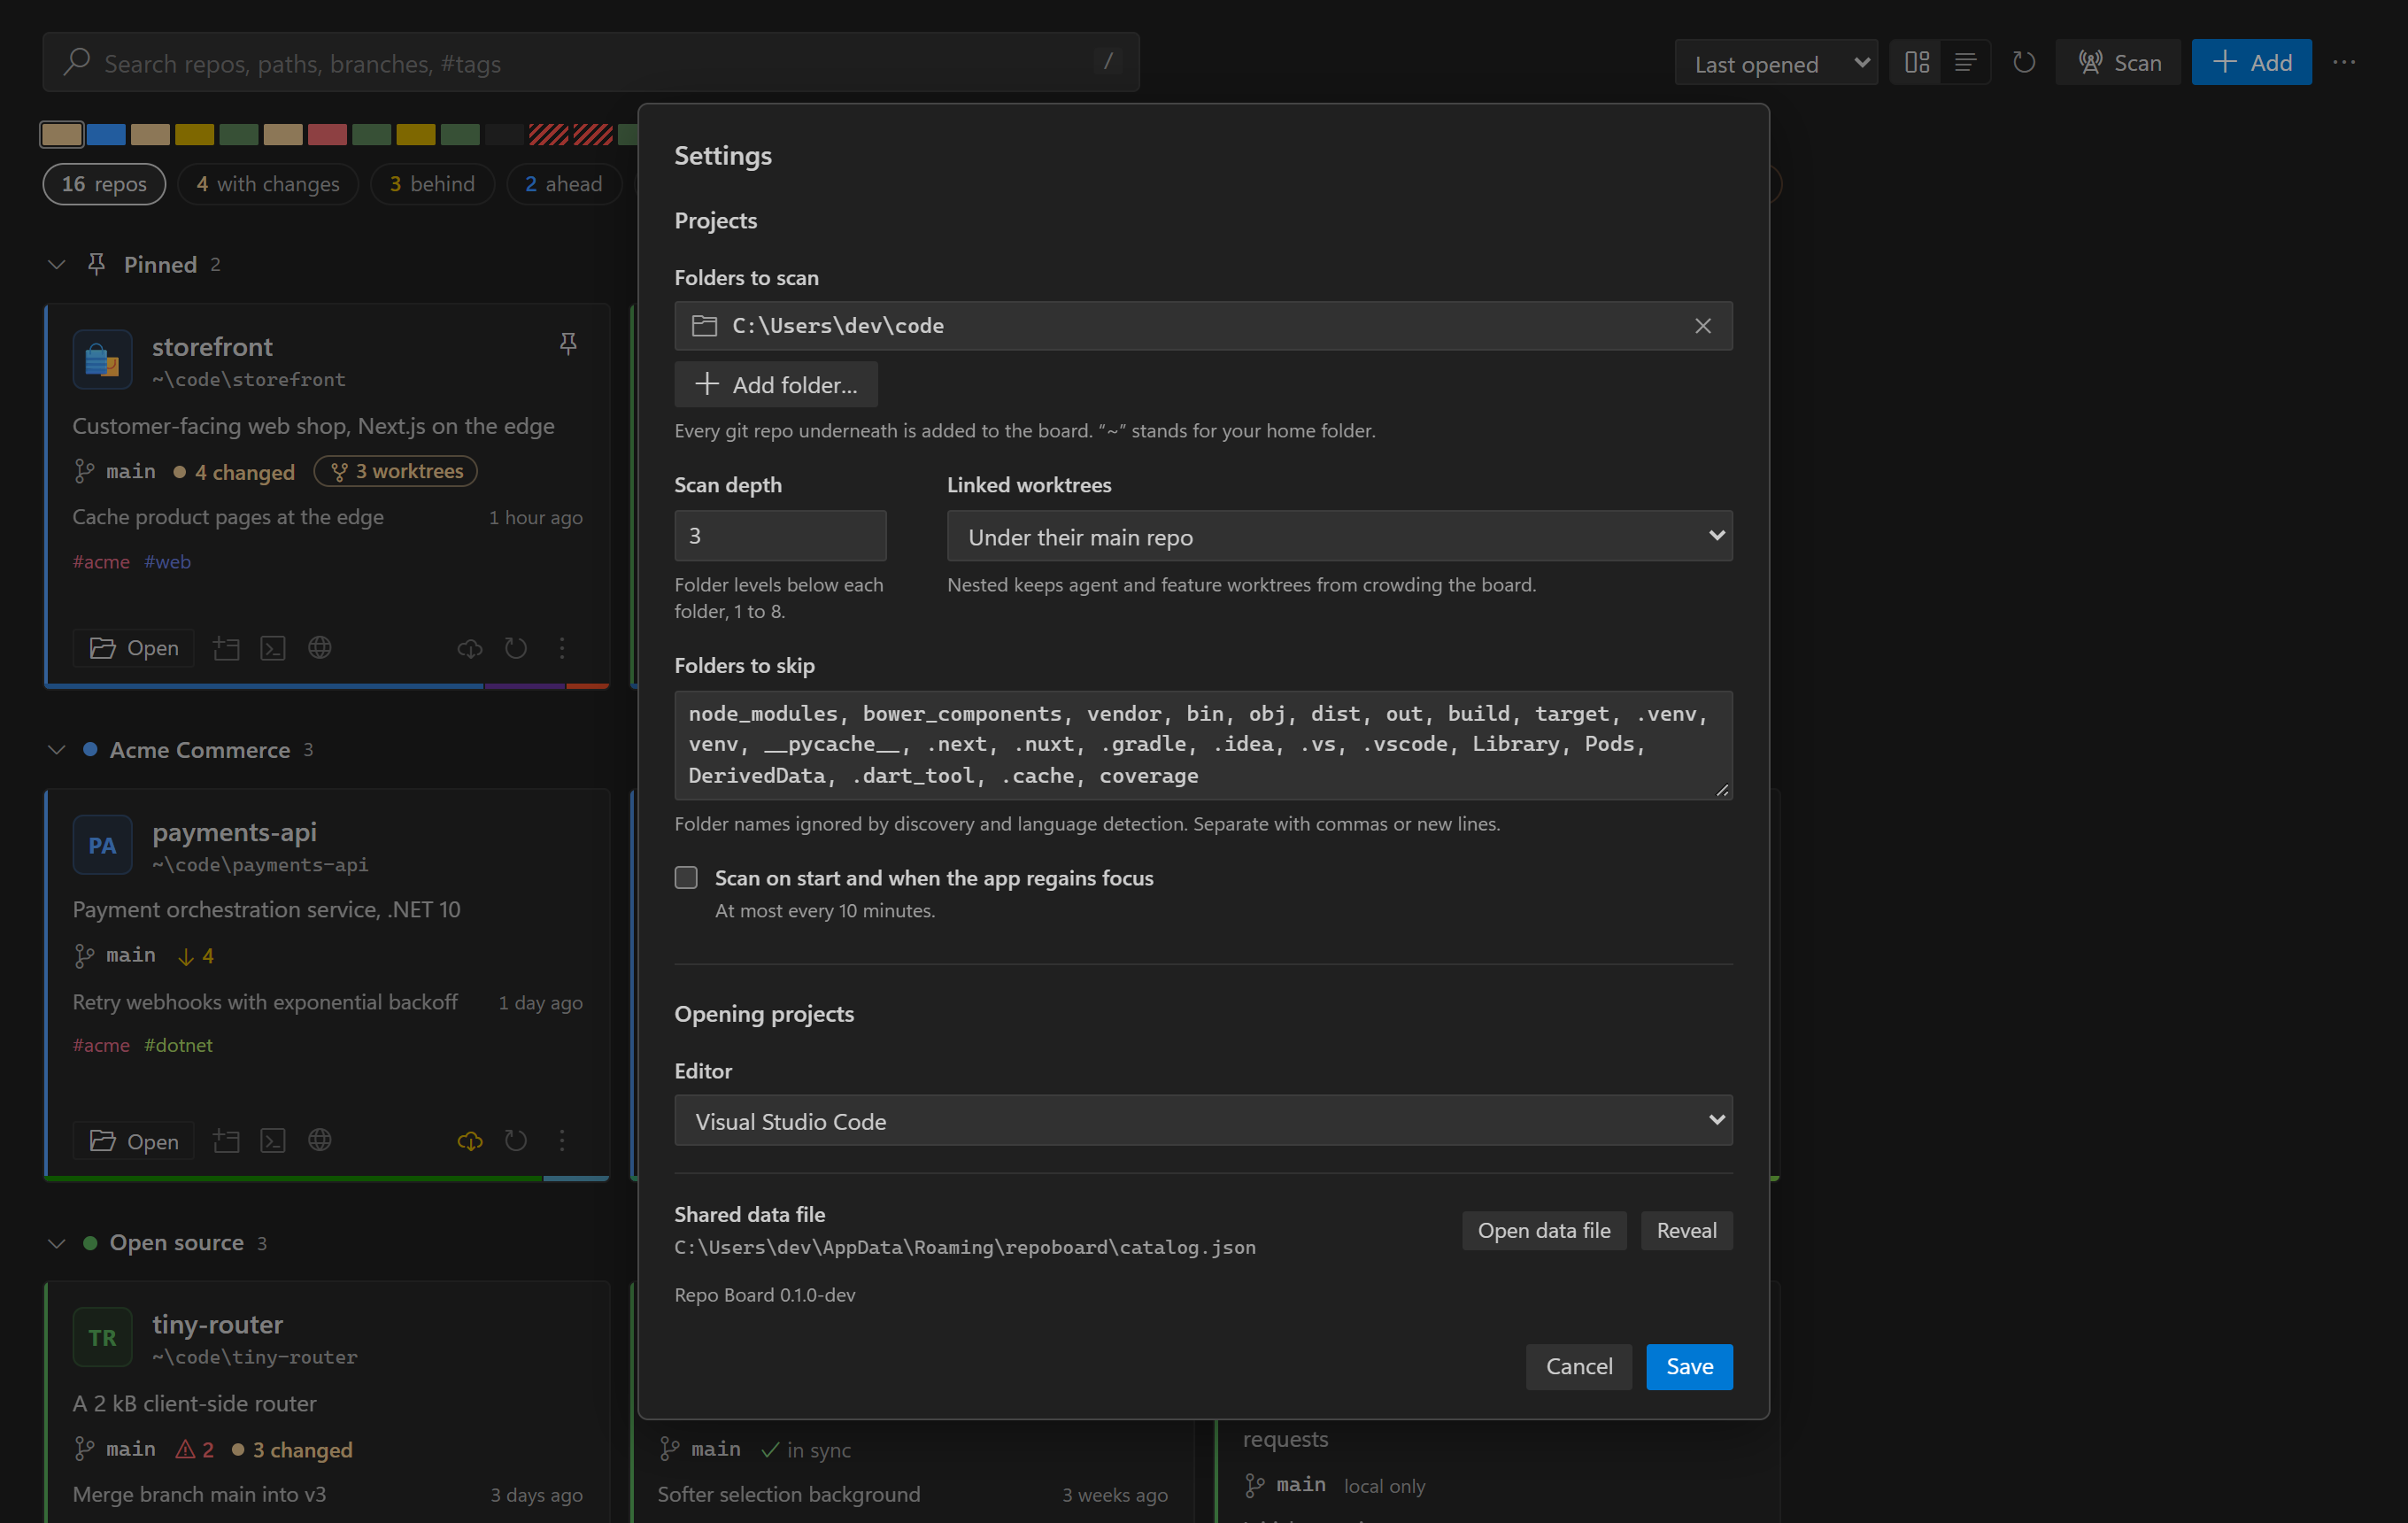 Search repos, paths, branches, #tags
/
Last opened
Scan
Add
16 repos
4 with changes
3 behind
2 ahead
Pinned 2
storefront
~\code\storefront
Customer-facing web shop, Next.js on the edge
main
4 changed
3 worktrees
Cache product pages at the edge
1 hour ago
#acme #web
Open
Acme Commerce 3
PA
payments-api
~\code\payments-api
Payment orchestration service, .NET 10
main
4
Retry webhooks with exponential backoff
1 day ago
#acme #dotnet
Open
Open source 3
TR
tiny-router
~\code\tiny-router
A 2 kB client-side router
main
2
3 changed
Merge branch main into v3
3 days ago
main
in sync
Softer selection background
3 weeks ago
requests
main
local only
Settings
Projects
Folders to scan
C:\Users\dev\code
Add folder...
Every git repo underneath is added to the board. “~” stands for your home folder.
Scan depth
3
Folder levels below each
folder, 1 to 8.
Linked worktrees
Under their main repo
Nested keeps agent and feature worktrees from crowding the board.
Folders to skip
node_modules, bower_components, vendor, bin, obj, dist, out, build, target, .venv,
venv, __pycache__, .next, .nuxt, .gradle, .idea, .vs, .vscode, Library, Pods,
DerivedData, .dart_tool, .cache, coverage
Folder names ignored by discovery and language detection. Separate with commas or new lines.
Scan on start and when the app regains focus
At most every 10 minutes.
Opening projects
Editor
Visual Studio Code
Shared data file
C:\Users\dev\AppData\Roaming\repoboard\catalog.json
Open data file
Reveal
Repo Board 0.1.0-dev
Cancel
Save